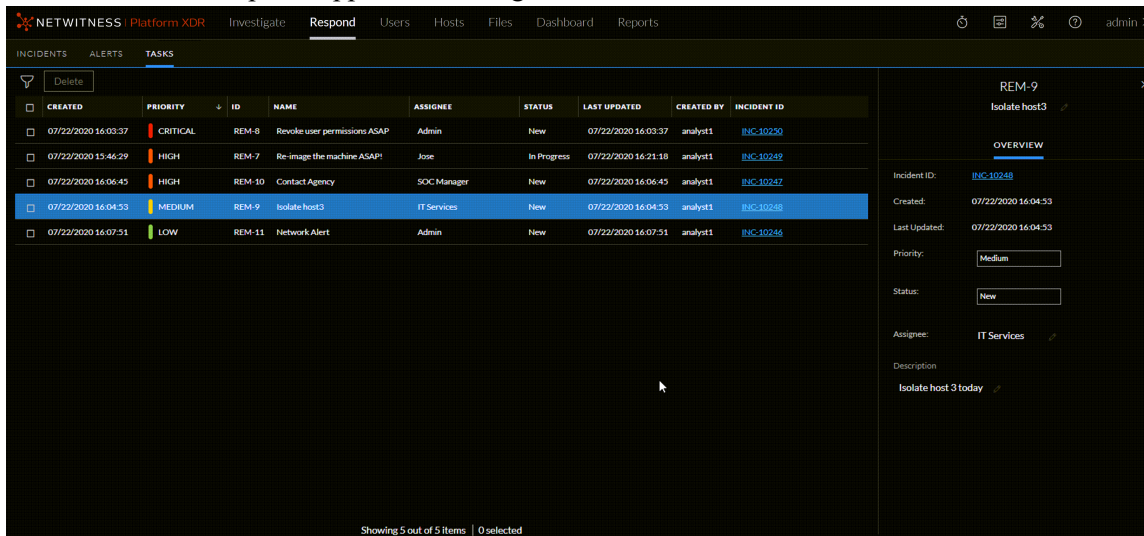 NETWITNESS Platform XDR Investigate Respond Users Hosts Files Dashboard Reports admin
INCIDENTS ALERTS TASKS
Delete
CREATED PRIORITY ID NAME ASSIGNEE STATUS LAST UPDATED CREATED BY INCIDENT ID
07/22/2020 16:03:37 CRITICAL REM-8 Revoke user permissions ASAP Admin New 07/22/2020 16:03:37 analyst1 INC-10250
07/22/2020 15:46:29 HIGH REM-7 Re-image the machine ASAP! Jose In Progress 07/22/2020 16:21:18 analyst1 INC-10249
07/22/2020 16:06:45 HIGH REM-10 Contact Agency SOC Manager New 07/22/2020 16:06:45 analyst1 INC-10247
07/22/2020 16:04:53 MEDIUM REM-9 Isolate host3 IT Services New 07/22/2020 16:04:53 analyst1 INC-10248
07/22/2020 16:07:51 LOW REM-11 Network Alert Admin New 07/22/2020 16:07:51 analyst1 INC-10246
Showing 5 out of 5 items | 0 selected
REM-9
Isolate host3
OVERVIEW
Incident ID: INC-10248
Created: 07/22/2020 16:04:53
Last Updated: 07/22/2020 16:04:53
Priority: Medium
Status: New
Assignee: IT Services
Description
Isolate host 3 today